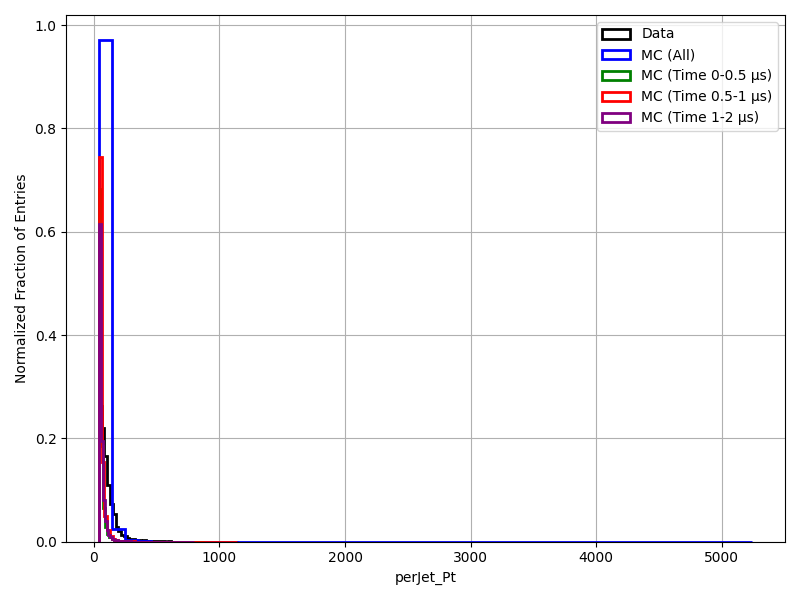 1.0
0.8
0.6
0.4
0.2
0.0
Normalized Fraction of Entries
Data
MC (All)
MC (Time 0-0.5 μs)
MC (Time 0.5-1 μs)
MC (Time 1-2 μs)
0 1000 2000 3000 4000 5000
perJet_Pt